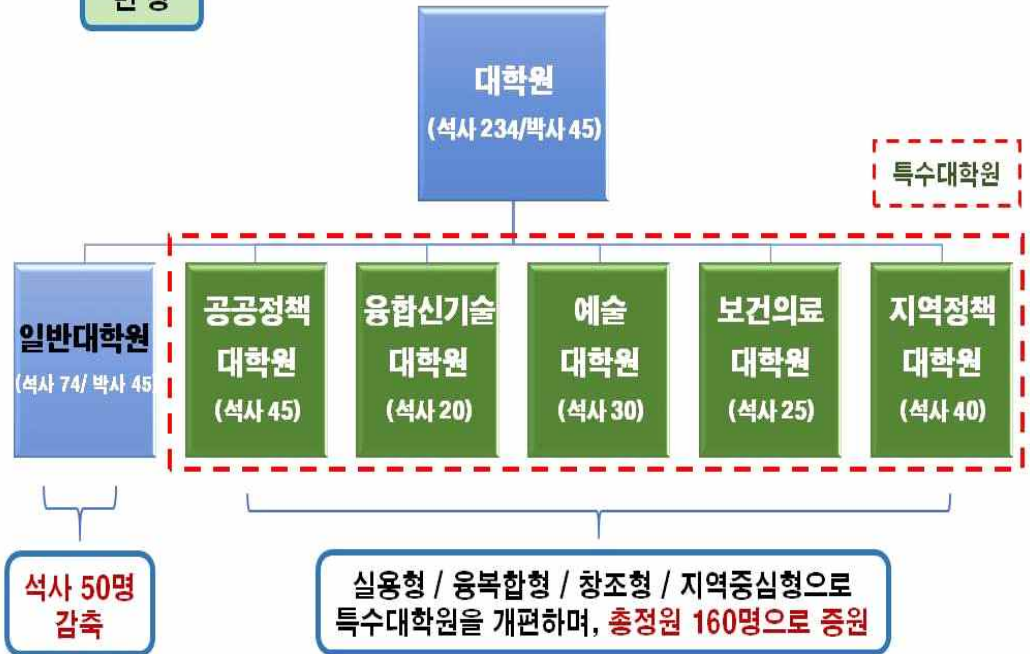 대학원
(석사 234/박사 45)
특수대학원
일반대학원
(석사 74/ 박사 45)
공공정책
대학원
(석사 45)
융합신기술
대학원
(석사 20)
예술
대학원
(석사 30)
보건의료
대학원
(석사 25)
지역정책
대학원
(석사 40)
석사 50명
감축
실용형 / 융복합형 / 창조형 / 지역중심형으로
특수대학원을 개편하며, 총정원 160명으로 증원